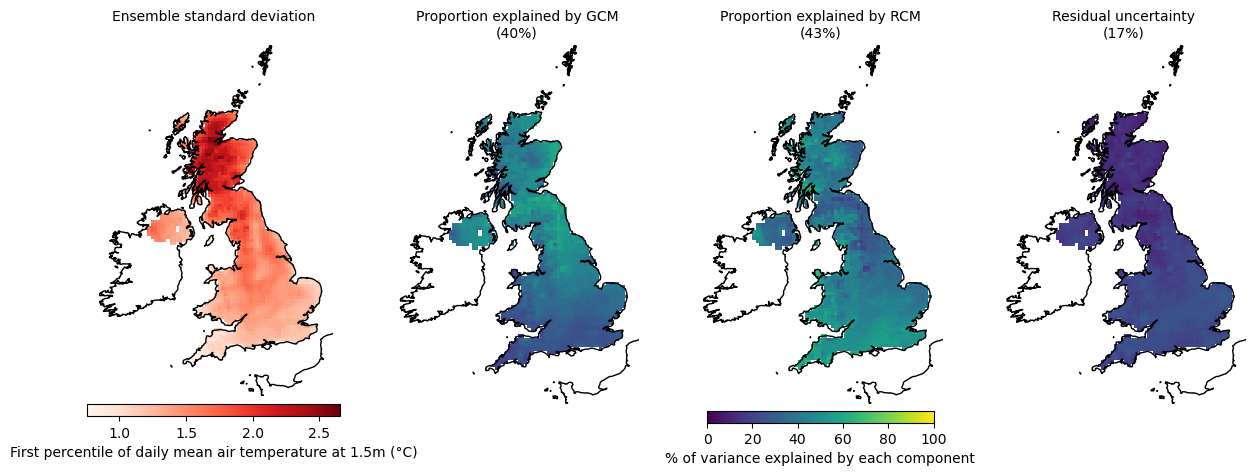 Ensemble standard deviation
Proportion explained by GCM
(40%)
Proportion explained by RCM
(43%)
Residual uncertainty
(17%)
1.0 1.5 2.0 2.5
First percentile of daily mean air temperature at 1.5m (°C)
0 20 40 60 80 100
% of variance explained by each component